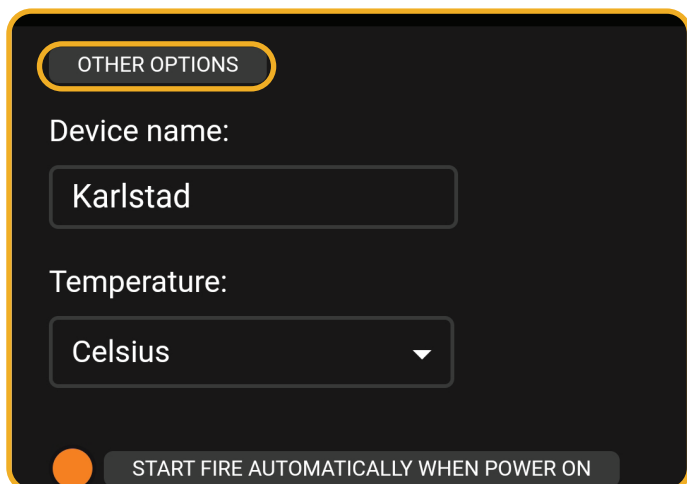 OTHER OPTIONS
Device name:
Karlstad
Temperature:
Celsius
START FIRE AUTOMATICALLY WHEN POWER ON